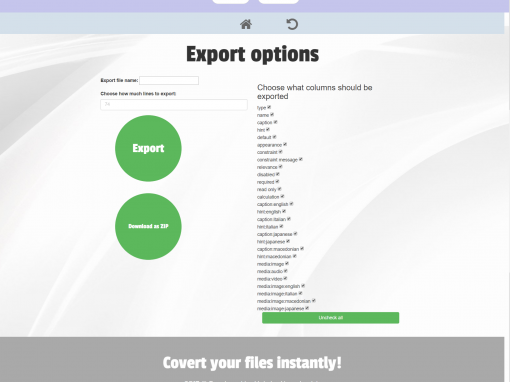 Export options
Export file name:
Choose how much lines to export:
Export
Download as ZIP
Choose what columns should be
exported
type
name
caption
hint
default
appearance
constraint
constraint message
relevance
disabled
required
read only
calculation
caption:english
hint:english
caption:italian
hint:italian
caption:japanese
hint:japanese
caption:macedonian
hint:macedonian
media:image
media:audio
media:video
media:image:english
media:image:italian
media:image:macedonian
media:image:japanese
Uncheck all
Covert your files instantly!